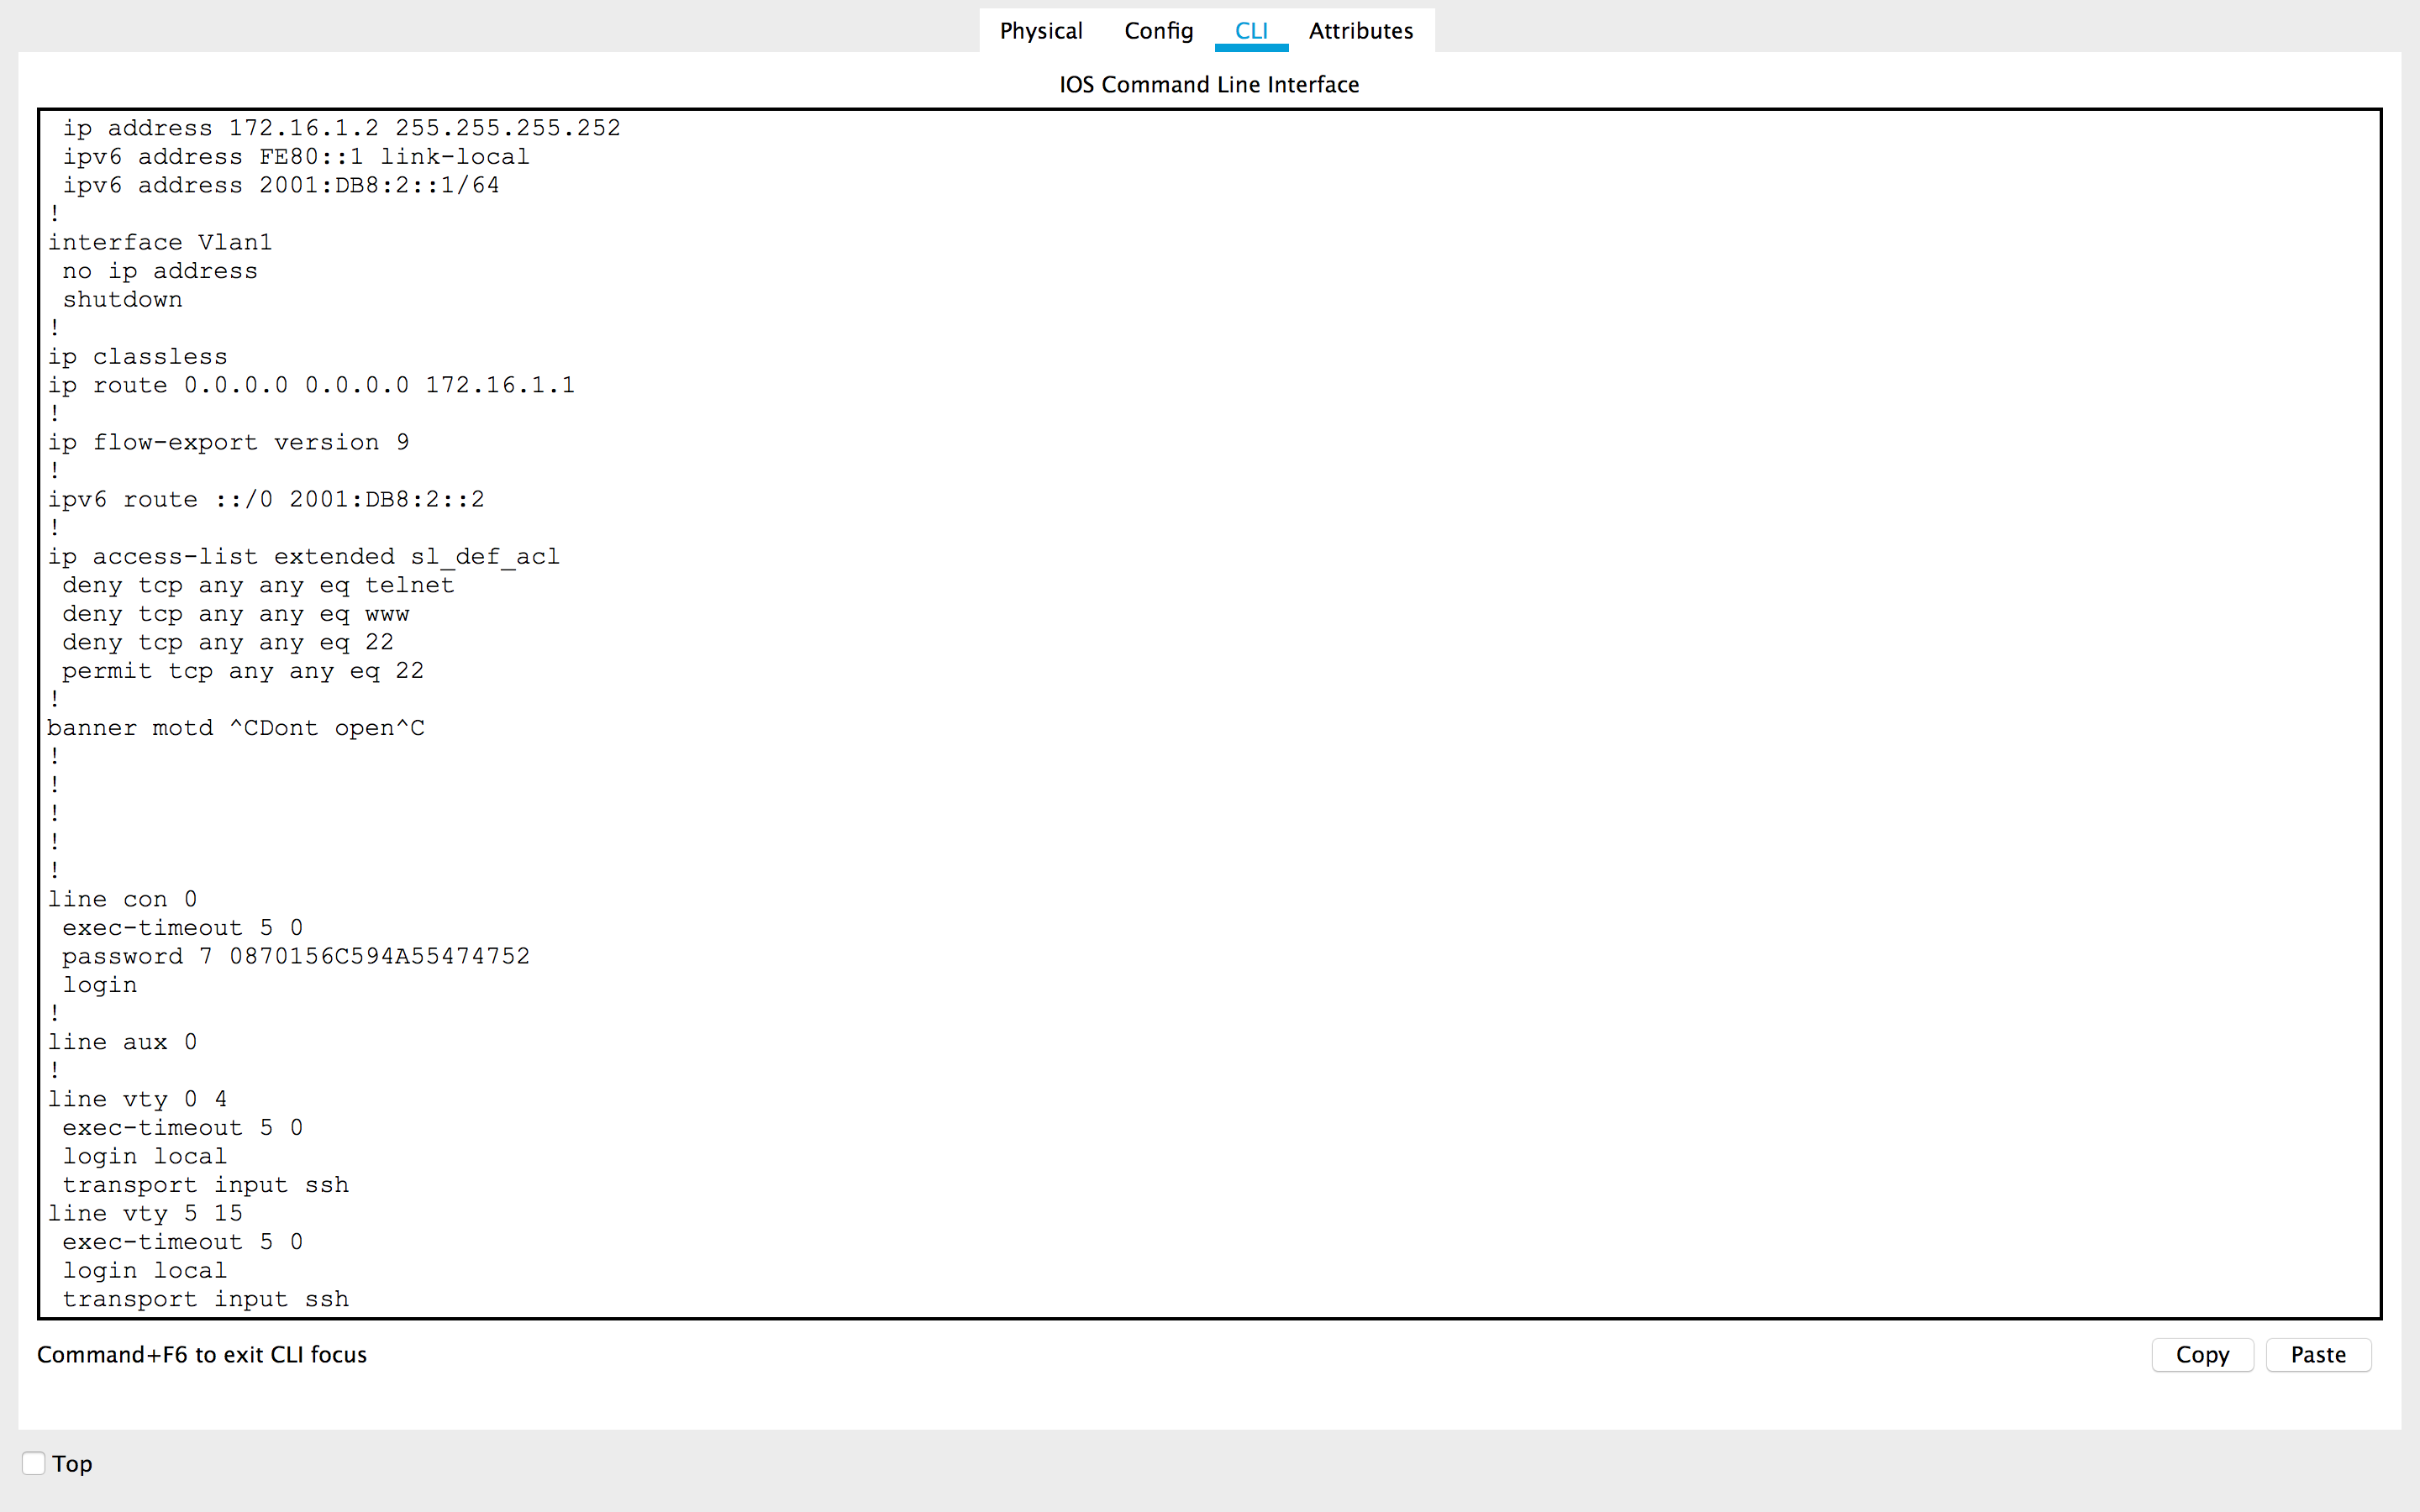 Physical Config CLI Attributes
IOS Command Line Interface
ip address 172.16.1.2 255.255.255.252
ipv6 address FE80::1 link-local
ipv6 address 2001:DB8:2::1/64
!
interface Vlan1
no ip address
shutdown
!
ip classless
ip route 0.0.0.0 0.0.0.0 172.16.1.1
!
ip flow-export version 9
!
ipv6 route ::/0 2001:DB8:2::2
!
ip access-list extended sl_def_acl
deny tcp any any eq telnet
deny tcp any any eq www
deny tcp any any eq 22
permit tcp any any eq 22
!
banner motd ^CDont open^C
!
!
!
!
!
line con 0
exec-timeout 5 0
password 7 0870156C594A55474752
login
!
line aux 0
!
line vty 0 4
exec-timeout 5 0
login local
transport input ssh
line vty 5 15
exec-timeout 5 0
login local
transport input ssh
Command+F6 to exit CLI focus
Copy Paste
Top